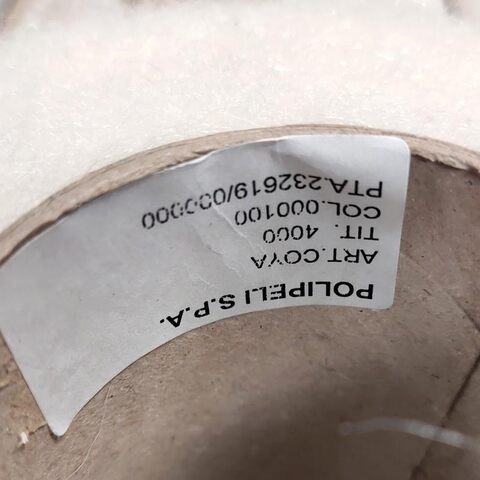 POLIPELI S.P.A.
ART.COYA
TIT. 4000
COL.000100
PTA.232619/000000